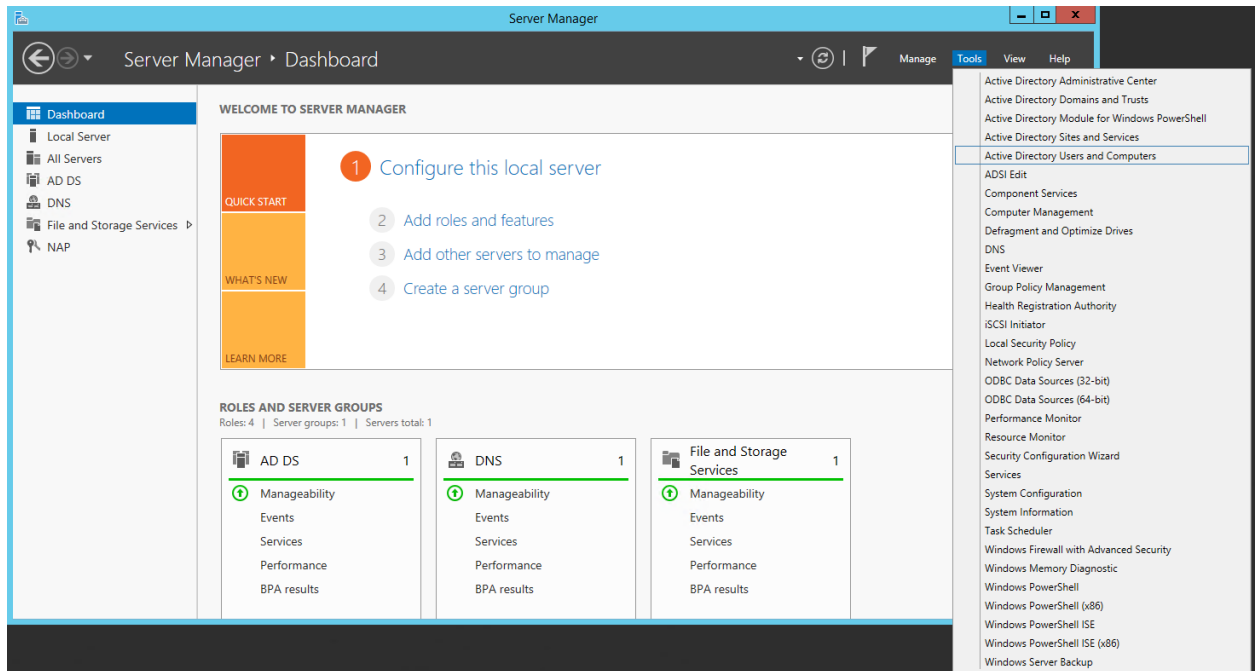 Server Manager
Server Manager ‣ Dashboard
Manage Tools View Help
Dashboard
Local Server
All Servers
AD DS
DNS
File and Storage Services
NAP
WELCOME TO SERVER MANAGER
QUICK START
WHAT'S NEW
LEARN MORE
1 Configure this local server
2 Add roles and features
3 Add other servers to manage
4 Create a server group
ROLES AND SERVER GROUPS
Roles: 4 | Server groups: 1 | Servers total: 1
AD DS 1
Manageability
Events
Services
Performance
BPA results
DNS 1
Manageability
Events
Services
Performance
BPA results
File and Storage
Services 1
Manageability
Events
Services
Performance
BPA results
Active Directory Administrative Center
Active Directory Domains and Trusts
Active Directory Module for Windows PowerShell
Active Directory Sites and Services
Active Directory Users and Computers
ADSI Edit
Component Services
Computer Management
Defragment and Optimize Drives
DNS
Event Viewer
Group Policy Management
Health Registration Authority
iSCSI Initiator
Local Security Policy
Network Policy Server
ODBC Data Sources (32-bit)
ODBC Data Sources (64-bit)
Performance Monitor
Resource Monitor
Security Configuration Wizard
Services
System Configuration
System Information
Task Scheduler
Windows Firewall with Advanced Security
Windows Memory Diagnostic
Windows PowerShell
Windows PowerShell (x86)
Windows PowerShell ISE
Windows PowerShell ISE (x86)
Windows Server Backup